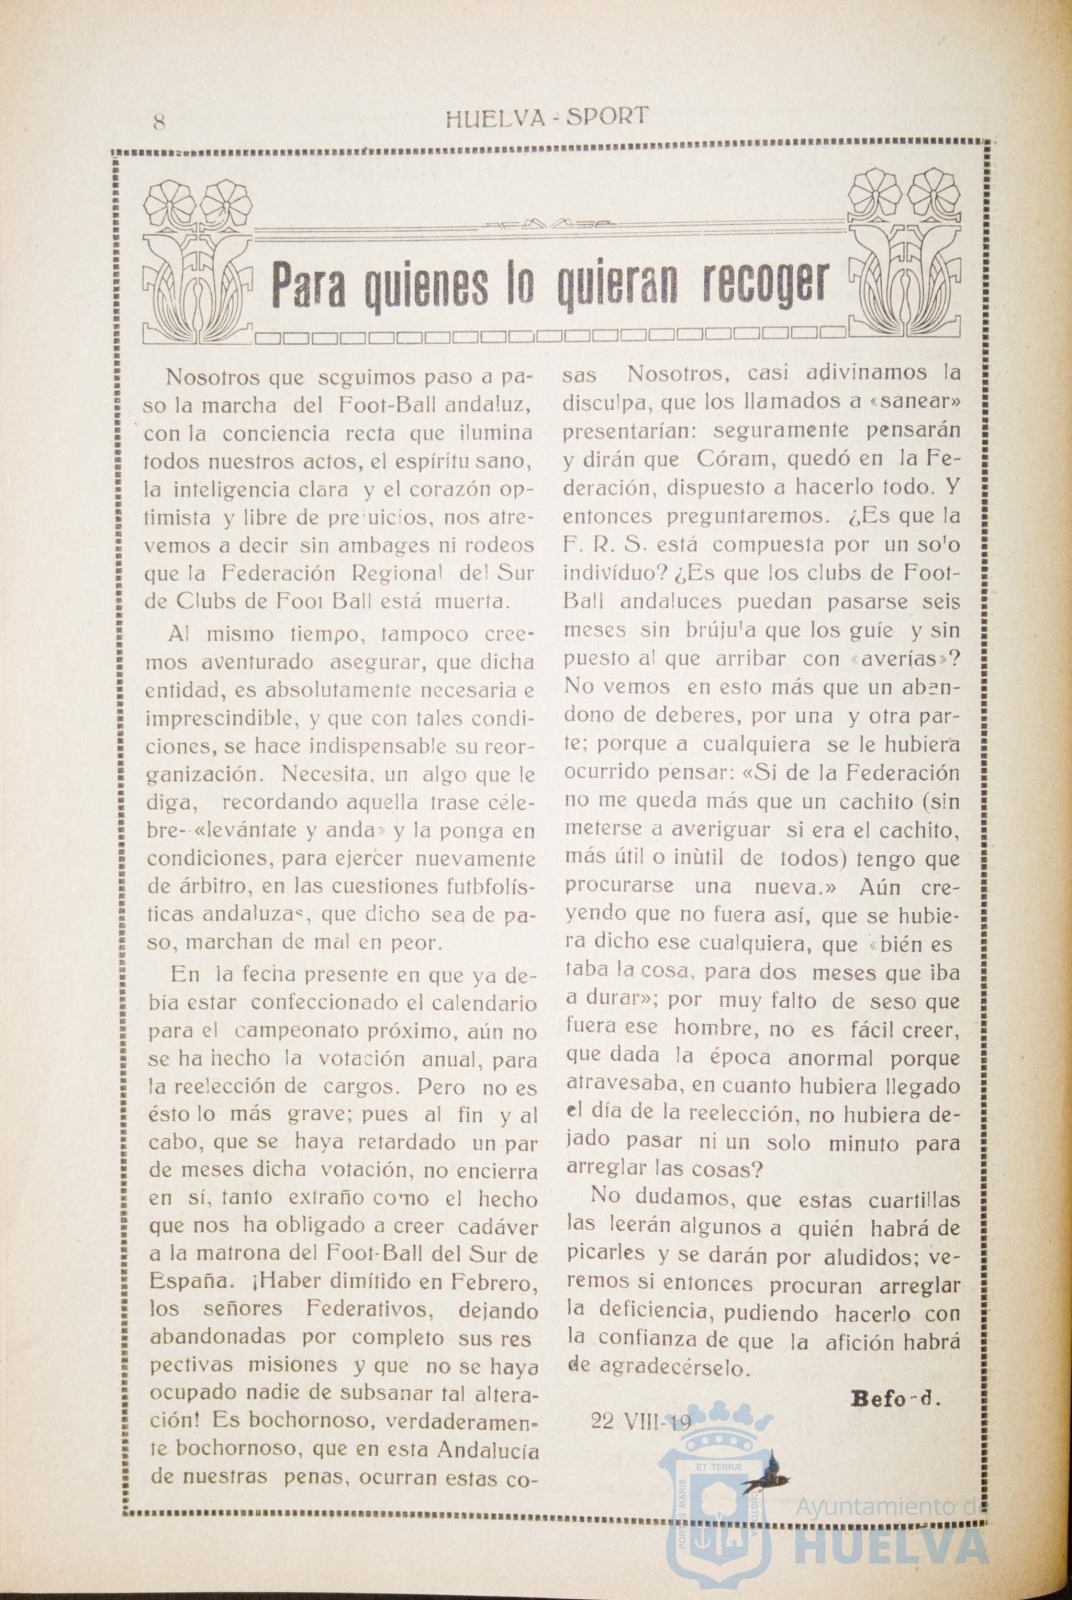 8
HUELVA - SPORT
Para quienes lo quieran recoger
Nosotros que seguimos paso a pa-
so la marcha del Foot-Ball andaluz,
con la conciencia recta que ilumina
todos nuestros actos, el espíritu sano,
la inteligencia clara y el corazón op-
timista y libre de pre uicios, nos atre-
vemos a decir sin ambages ni rodeos
que la Federación Regional del Sur
de Clubs de Foot Ball está muerta.
Al mismo tiempo, tampoco cree-
mos aventurado asegurar, que dicha
entidad, es absolutamente necesaria e
imprescindible, y que con tales condi-
ciones, se hace indispensable su reor-
ganización. Necesita, un algo que le
diga, recordando aquella trase céle-
bre- «levántate y anda» y la ponga en
condiciones, para ejercer nuevamente
de árbitro, en las cuestiones futbfolís-
ticas andaluzas, que dicho sea de pa-
so, marchan de mal en peor.
En la fecha presente en que ya de-
bía estar confeccionado el calendario
para el campeonato próximo, aún no
se ha hecho la votación anual, para
la reelección de cargos. Pero no es
ésto lo más grave; pues al fin y al
cabo, que se haya retardado un par
de meses dicha votación, no encierra
en sí, tanto extraño como el hecho
que nos ha obligado a creer cadáver
a la matrona del Foot-Ball del Sur de
España. ¡Haber dimítido en Febrero,
los señores Federativos, dejando
abandonadas por completo sus res
pectivas misiones y que no se haya
ocupado nadie de subsanar tal altera-
ción! Es bochornoso, verdaderamen-
te bochornoso, que en esta Andalucía
de nuestras penas, ocurran estas co-
sas Nosotros, casi adivinamos la
disculpa, que los llamados a «sanear»
presentarían: seguramente pensarán
y dirán que Córam, quedó en la Fe-
deración, dispuesto a hacerlo todo. Y
entonces preguntaremos. ¿Es que la
F. R. S. está compuesta por un solo
indivíduo? ¿Es que los clubs de Foot-
Ball andaluces puedan pasarse seis
meses sin brújula que los guíe y sin
puesto al que arribar con «averías»?
No vemos en esto más que un aban-
dono de deberes, por una y otra par-
te; porque a cualquiera se le hubiera
ocurrido pensar: «Si de la Federación
no me queda más que un cachito (sin
meterse a averiguar si era el cachito,
más útil o inùtil de todos) tengo que
procurarse una nueva.» Aún cre-
yendo que no fuera así, que se hubie-
ra dicho ese cualquiera, que «bién es
taba la cosa, para dos meses que iba
a durar»; por muy falto de seso que
fuera ese hombre, no es fácil creer,
que dada la época anormal porque
atravesaba, en cuanto hubiera llegado
el día de la reelección, no hubiera de-
jado pasar ni un solo minuto para
arreglar las cosas?
No dudamos, que estas cuartillas
las leerán algunos a quién habrá de
picarles y se darán por aludidos; ve-
remos si entonces procuran arreglar
la deficiencia, pudiendo hacerlo con
la confianza de que la afición habrá
de agradecérselo.
Befo-d.
22 VIII-19.
ET TERRÆ
PORTUS MARIS
CUSTODIA
Ayuntamiento de
HUELVA